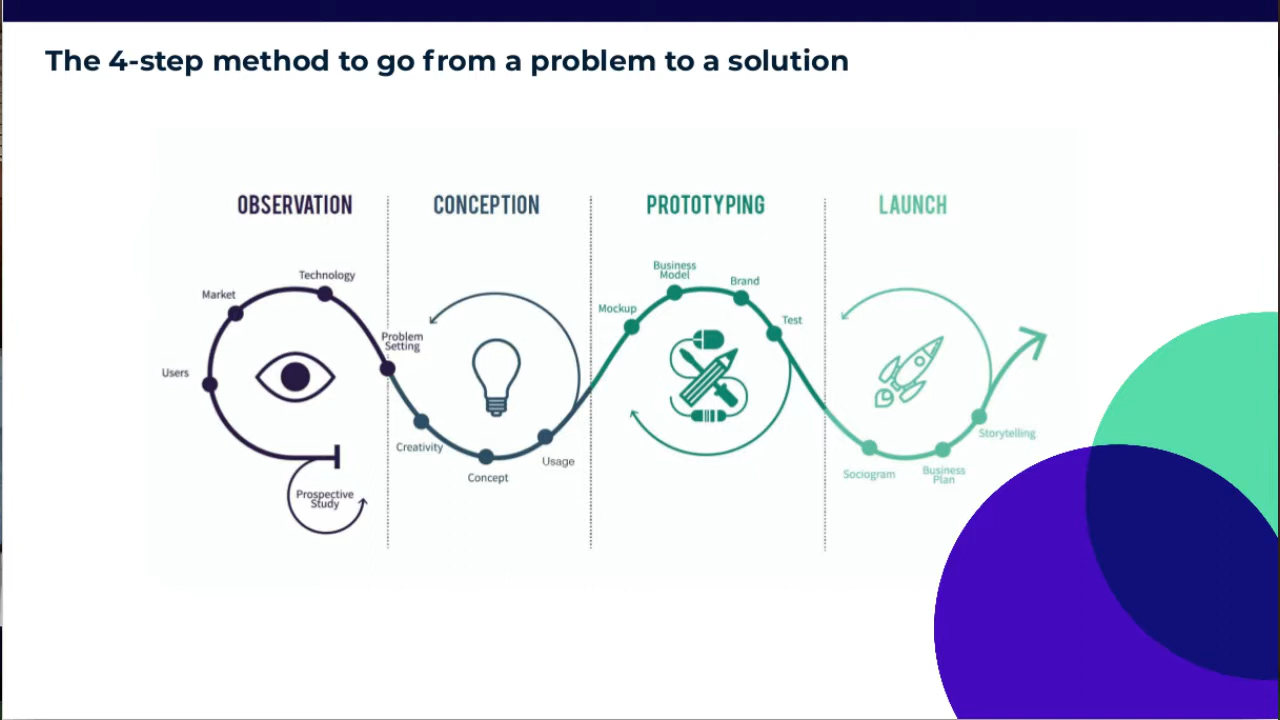 The 4-step method to go from a problem to a solution
OBSERVATION
CONCEPTION
PROTOTYPING
LAUNCH
Technology
Market
Users
Problem
Setting
Prospective
Study
Creativity
Concept
Usage
Mockup
Business
Model
Brand
Test
Sociogram
Business
Plan
Storytelling